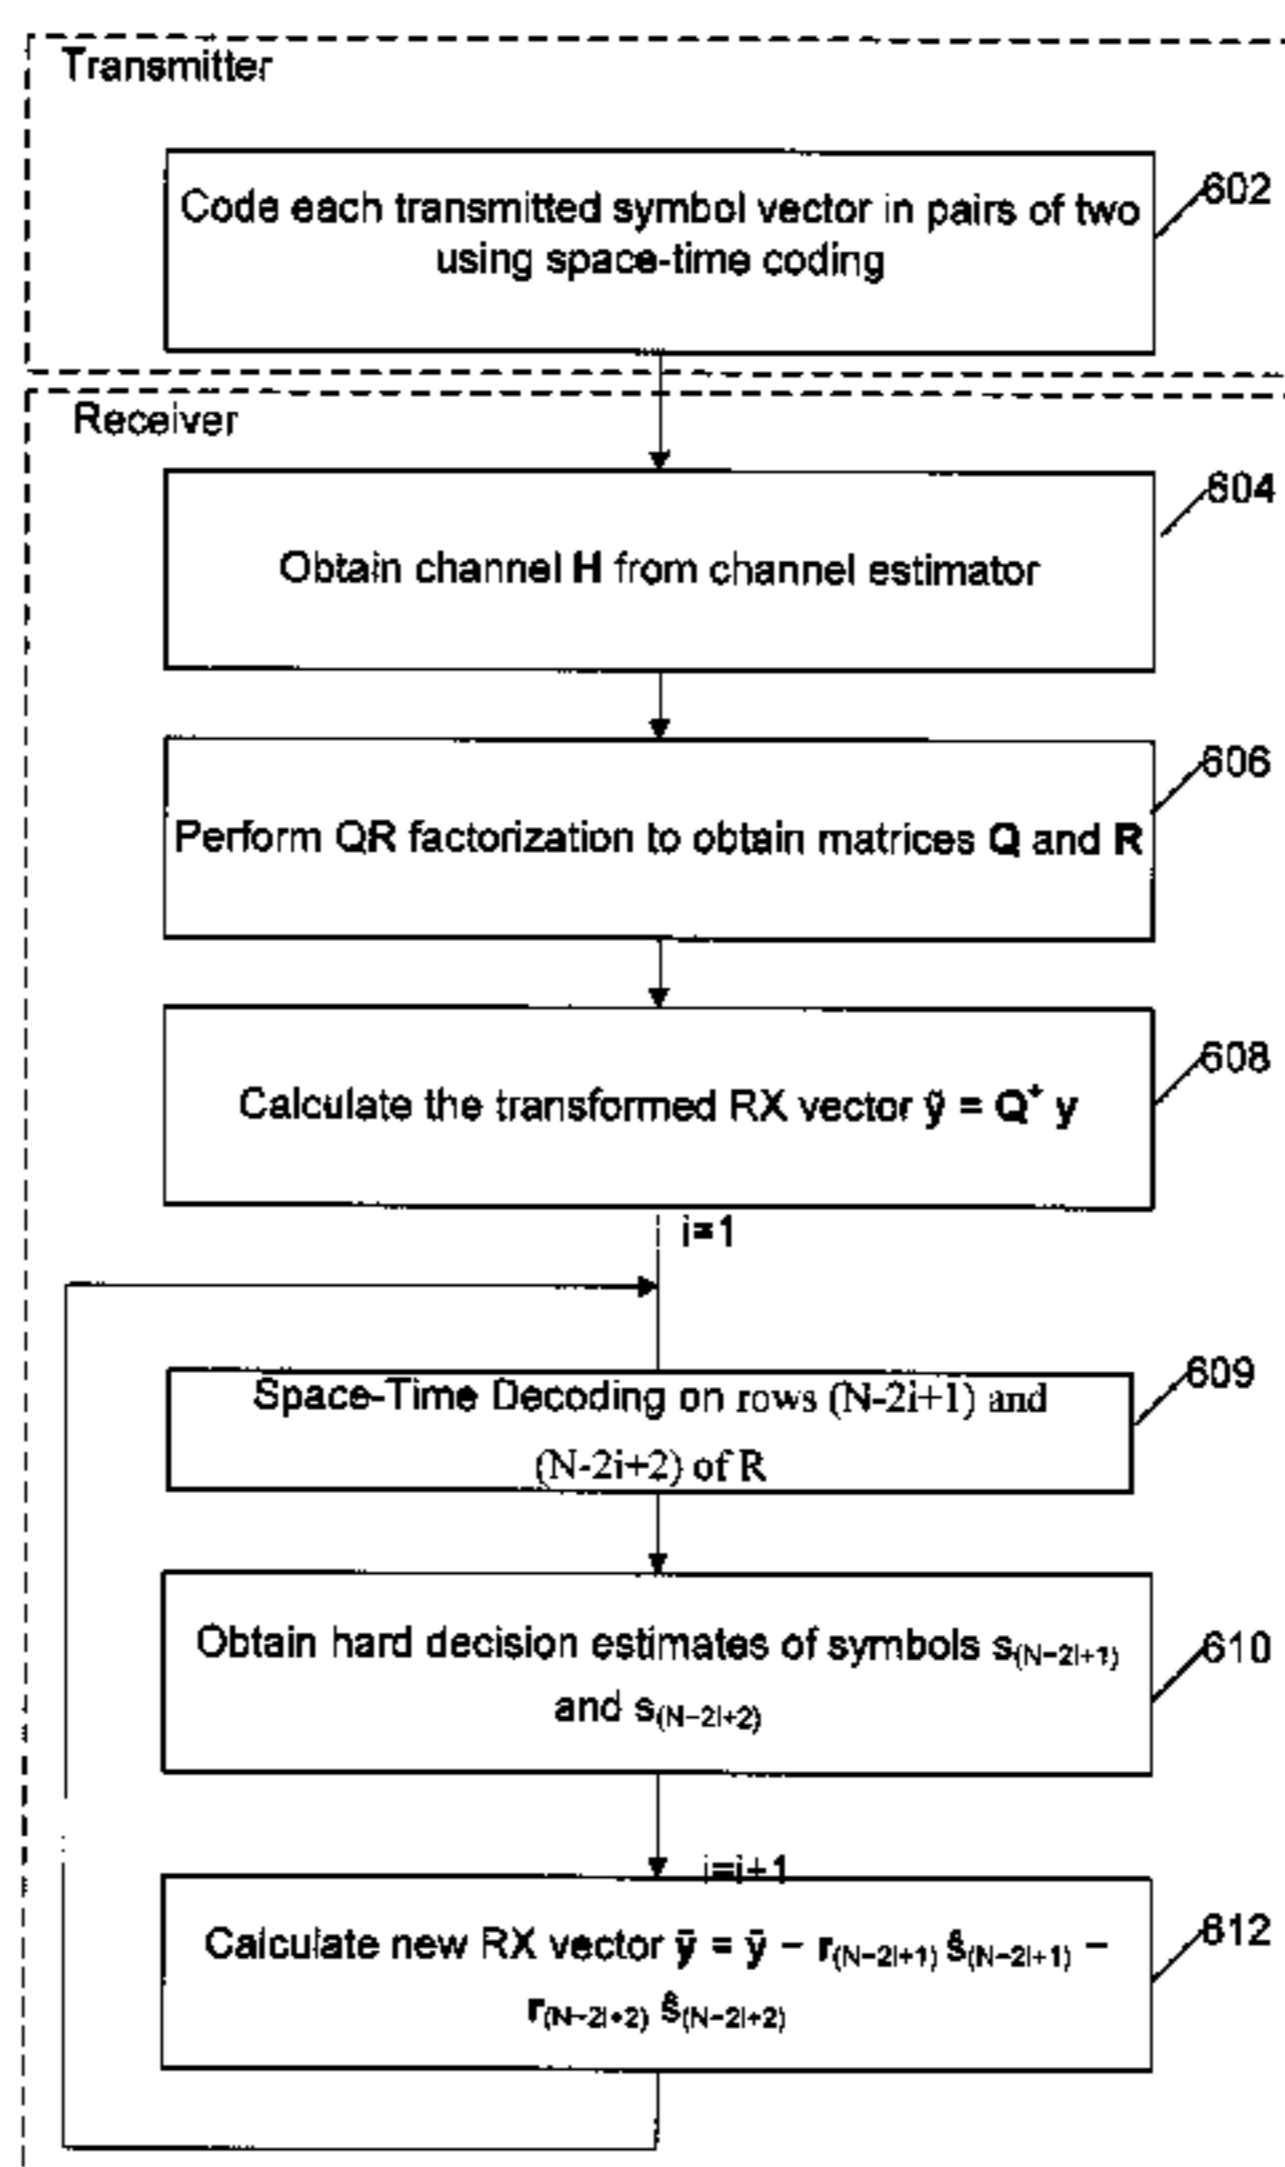 Transmitter
602
Code each transmitted symbol vector in pairs of two
using space-time coding
Receiver
604
Obtain channel H from channel estimator
606
Perform QR factorization to obtain matrices Q and R
608
Calculate the transformed RX vector ỹ = Q⁺ y
i=1
609
Space-Time Decoding on rows (N-2i+1) and
(N-2i+2) of R
610
Obtain hard decision estimates of symbols s(N−2i+1)
and s(N−2i+2)
i=i+1
612
Calculate new RX vector ỹ = ỹ − r(N−2i+1) ŝ(N−2i+1) −
r(N−2i+2) ŝ(N−2i+2)